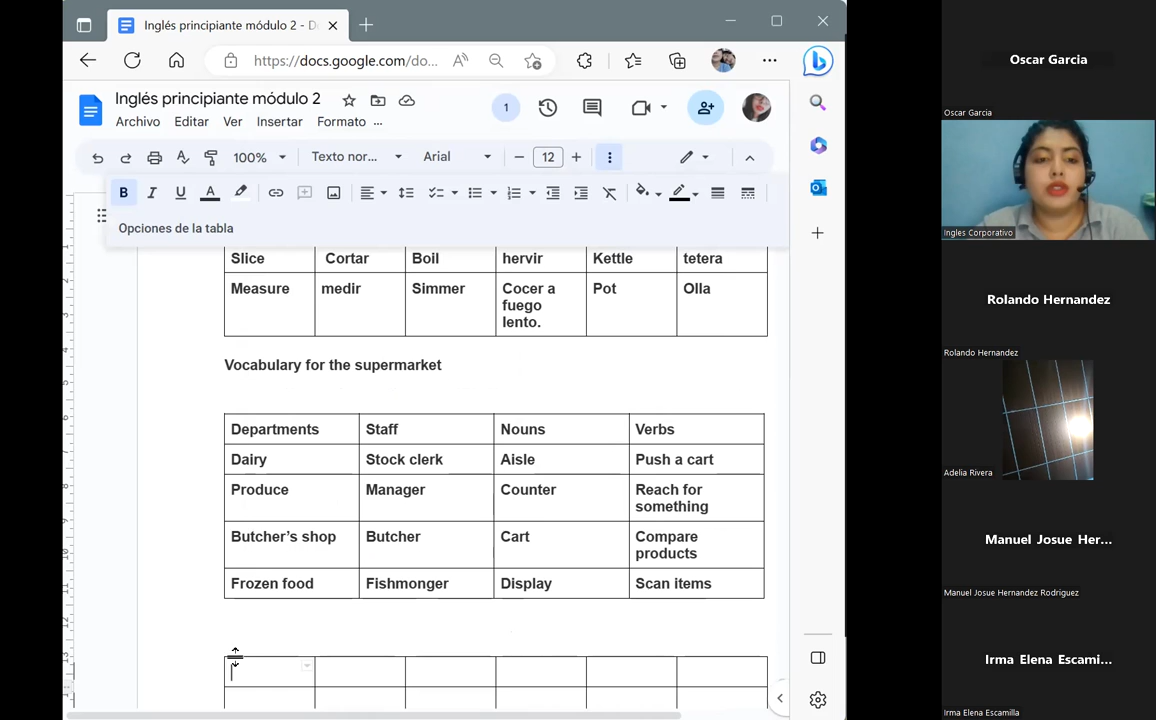 Inglés principiante módulo 2 - D
https://docs.google.com/do...
Inglés principiante módulo 2
1
Archivo Editar Ver Insertar Formato ...
100% Texto nor... Arial 12
Opciones de la tabla
Slice Cortar Boil hervir Kettle tetera
Measure medir Simmer Cocer a fuego lento. Pot Olla
Vocabulary for the supermarket
Departments Staff Nouns Verbs
Dairy Stock clerk Aisle Push a cart
Produce Manager Counter Reach for something
Butcher's shop Butcher Cart Compare products
Frozen food Fishmonger Display Scan items
Oscar Garcia
Oscar Garcia
Ingles Corporativo
Rolando Hernandez
Rolando Hernandez
Adelia Rivera
Manuel Josue Her...
Manuel Josue Hernandez Rodriguez
Irma Elena Escami...
Irma Elena Escamilla